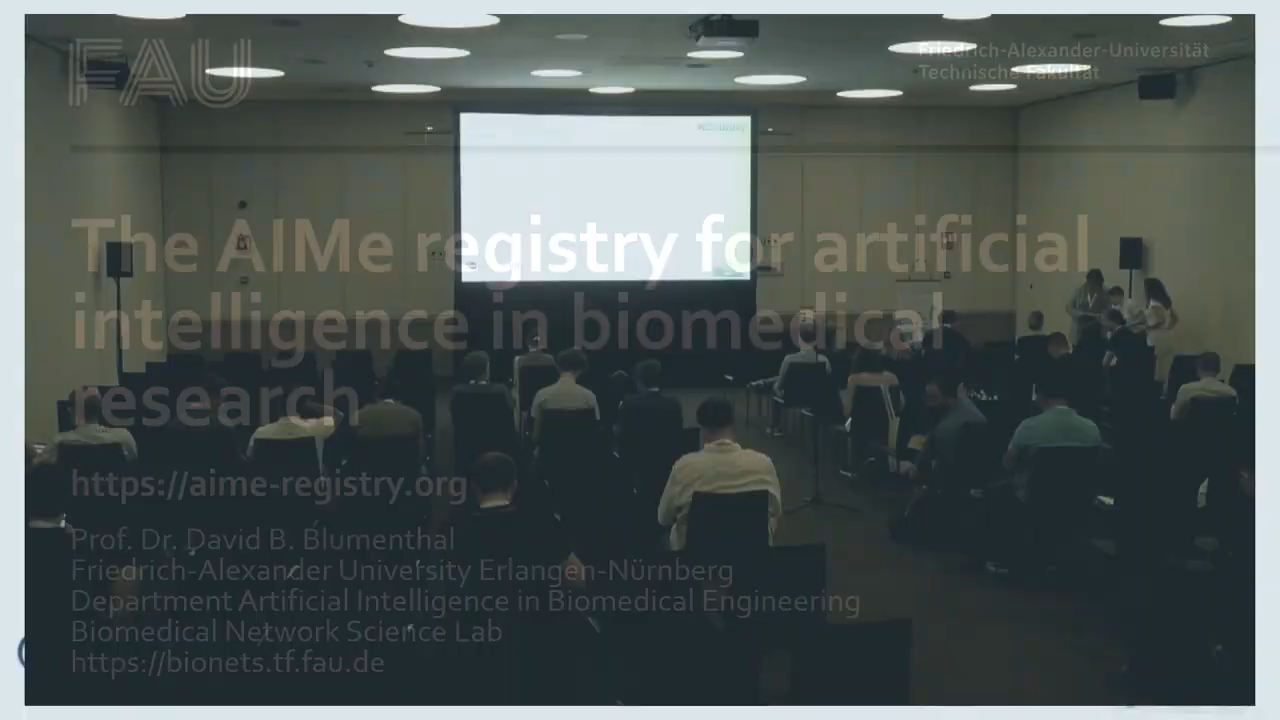 FAU
Friedrich-Alexander-Universität
Technische Fakultät
The AIMe registry for artificial
intelligence in biomedical
research
https://aime-registry.org
Prof. Dr. David B. Blumenthal
Friedrich-Alexander University Erlangen-Nürnberg
Department Artificial Intelligence in Biomedical Engineering
Biomedical Network Science Lab
https://bionets.tf.fau.de